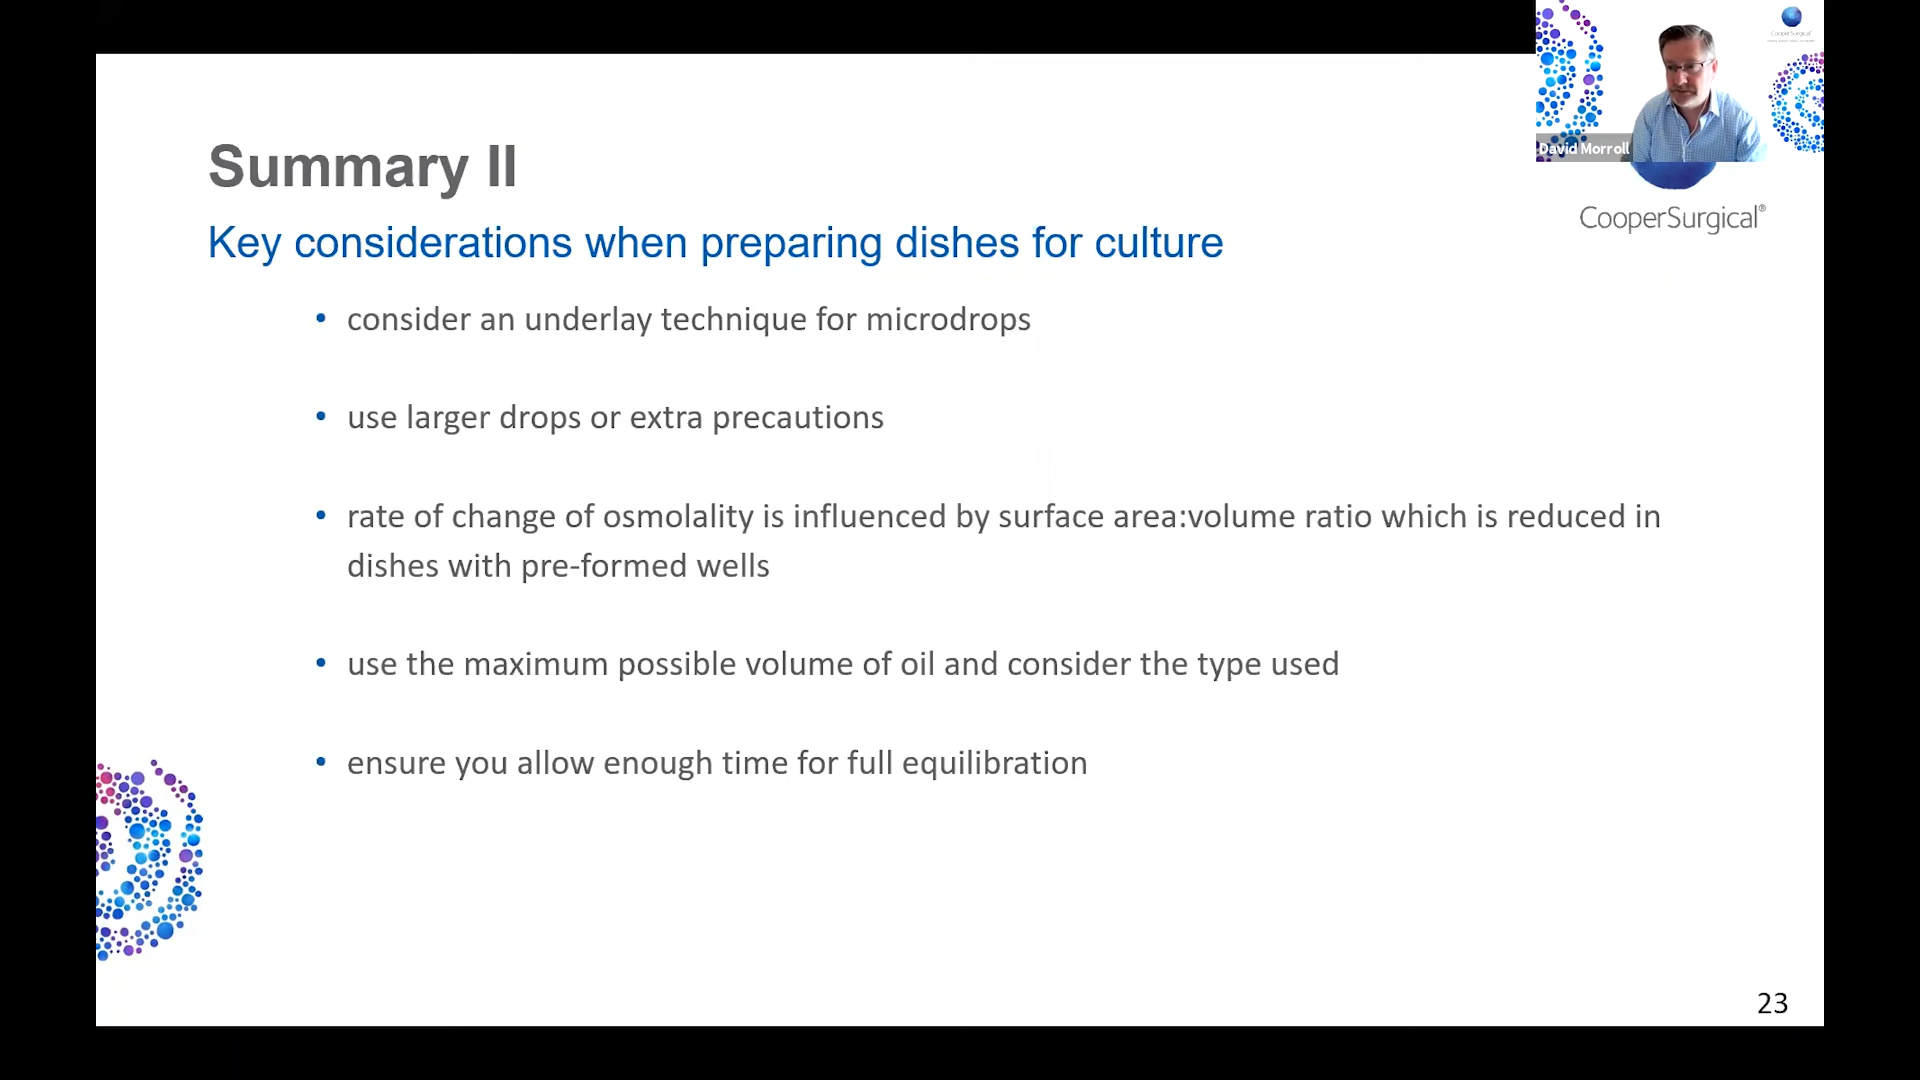 David Morroll
CooperSurgical®
Summary II
Key considerations when preparing dishes for culture
• consider an underlay technique for microdrops
• use larger drops or extra precautions
• rate of change of osmolality is influenced by surface area:volume ratio which is reduced in
dishes with pre-formed wells
• use the maximum possible volume of oil and consider the type used
• ensure you allow enough time for full equilibration
23